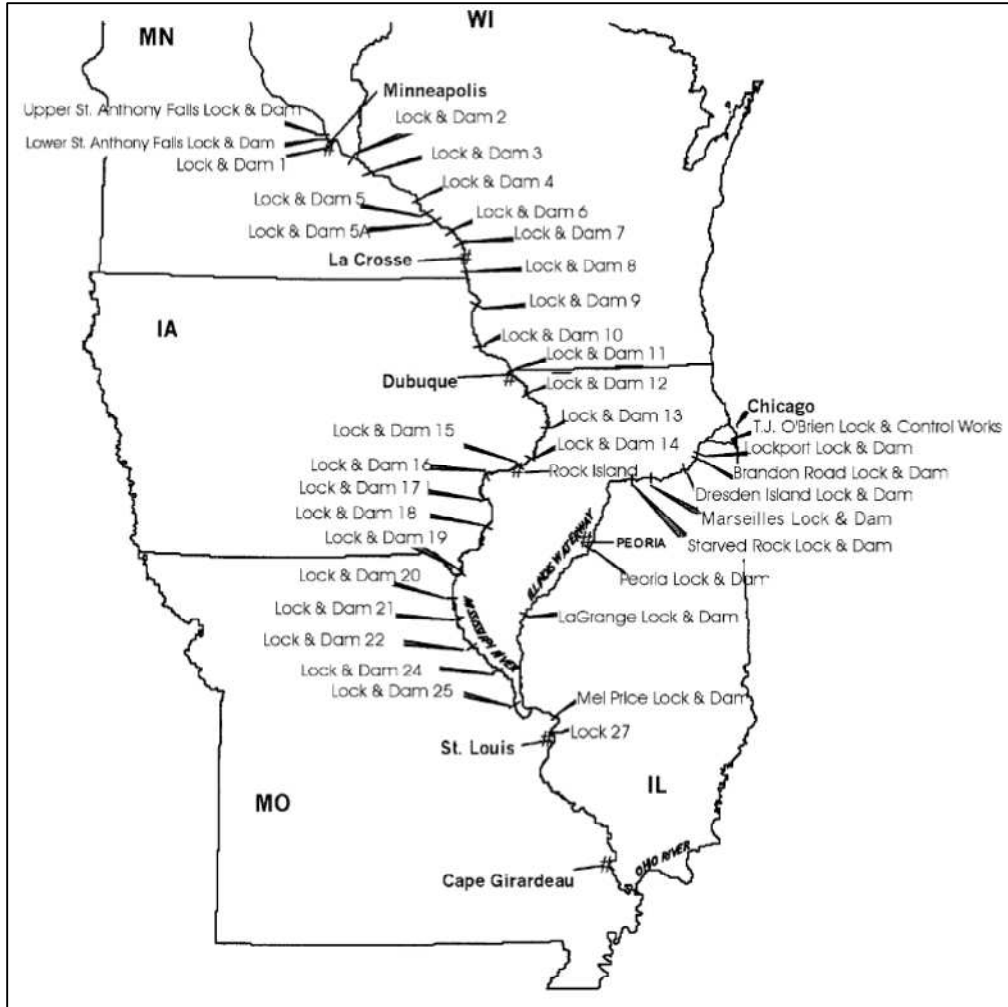 WI
MN
Minneapolis
Upper St. Anthony Falls Lock & Dam
Lock & Dam 2
Lower St. Anthony Falls Lock & Dam
Lock & Dam 1
Lock & Dam 3
Lock & Dam 4
Lock & Dam 5
Lock & Dam 6
Lock & Dam 5A
Lock & Dam 7
La Crosse
Lock & Dam 8
Lock & Dam 9
IA
Lock & Dam 10
Lock & Dam 11
Dubuque
Lock & Dam 12
Chicago
Lock & Dam 13
T.J. O'Brien Lock & Control Works
Lock & Dam 15
Lock & Dam 14
Lockport Lock & Dam
Lock & Dam 16
Rock Island
Brandon Road Lock & Dam
Lock & Dam 17
Dresden Island Lock & Dam
Lock & Dam 18
Marseilles Lock & Dam
Lock & Dam 19
PEORIA
Starved Rock Lock & Dam
ILLINOIS WATERWAY
Lock & Dam 20
Peoria Lock & Dam
Lock & Dam 21
MISSISSIPPI RIVER
LaGrange Lock & Dam
Lock & Dam 22
Lock & Dam 24
Lock & Dam 25
Mel Price Lock & Dam
Lock 27
St. Louis
IL
MO
OHIO RIVER
Cape Girardeau